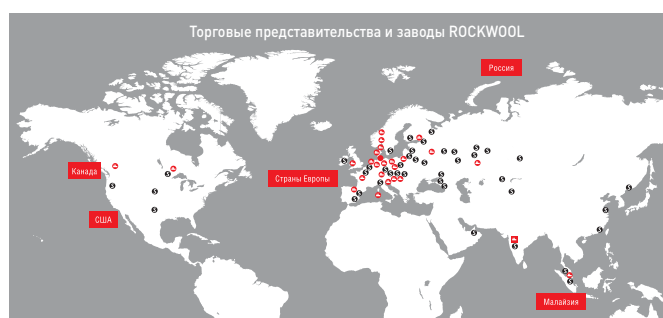 Торговые представительства и заводы ROCKWOOL
Россия
Канада
Страны Европы
США
Малайзия